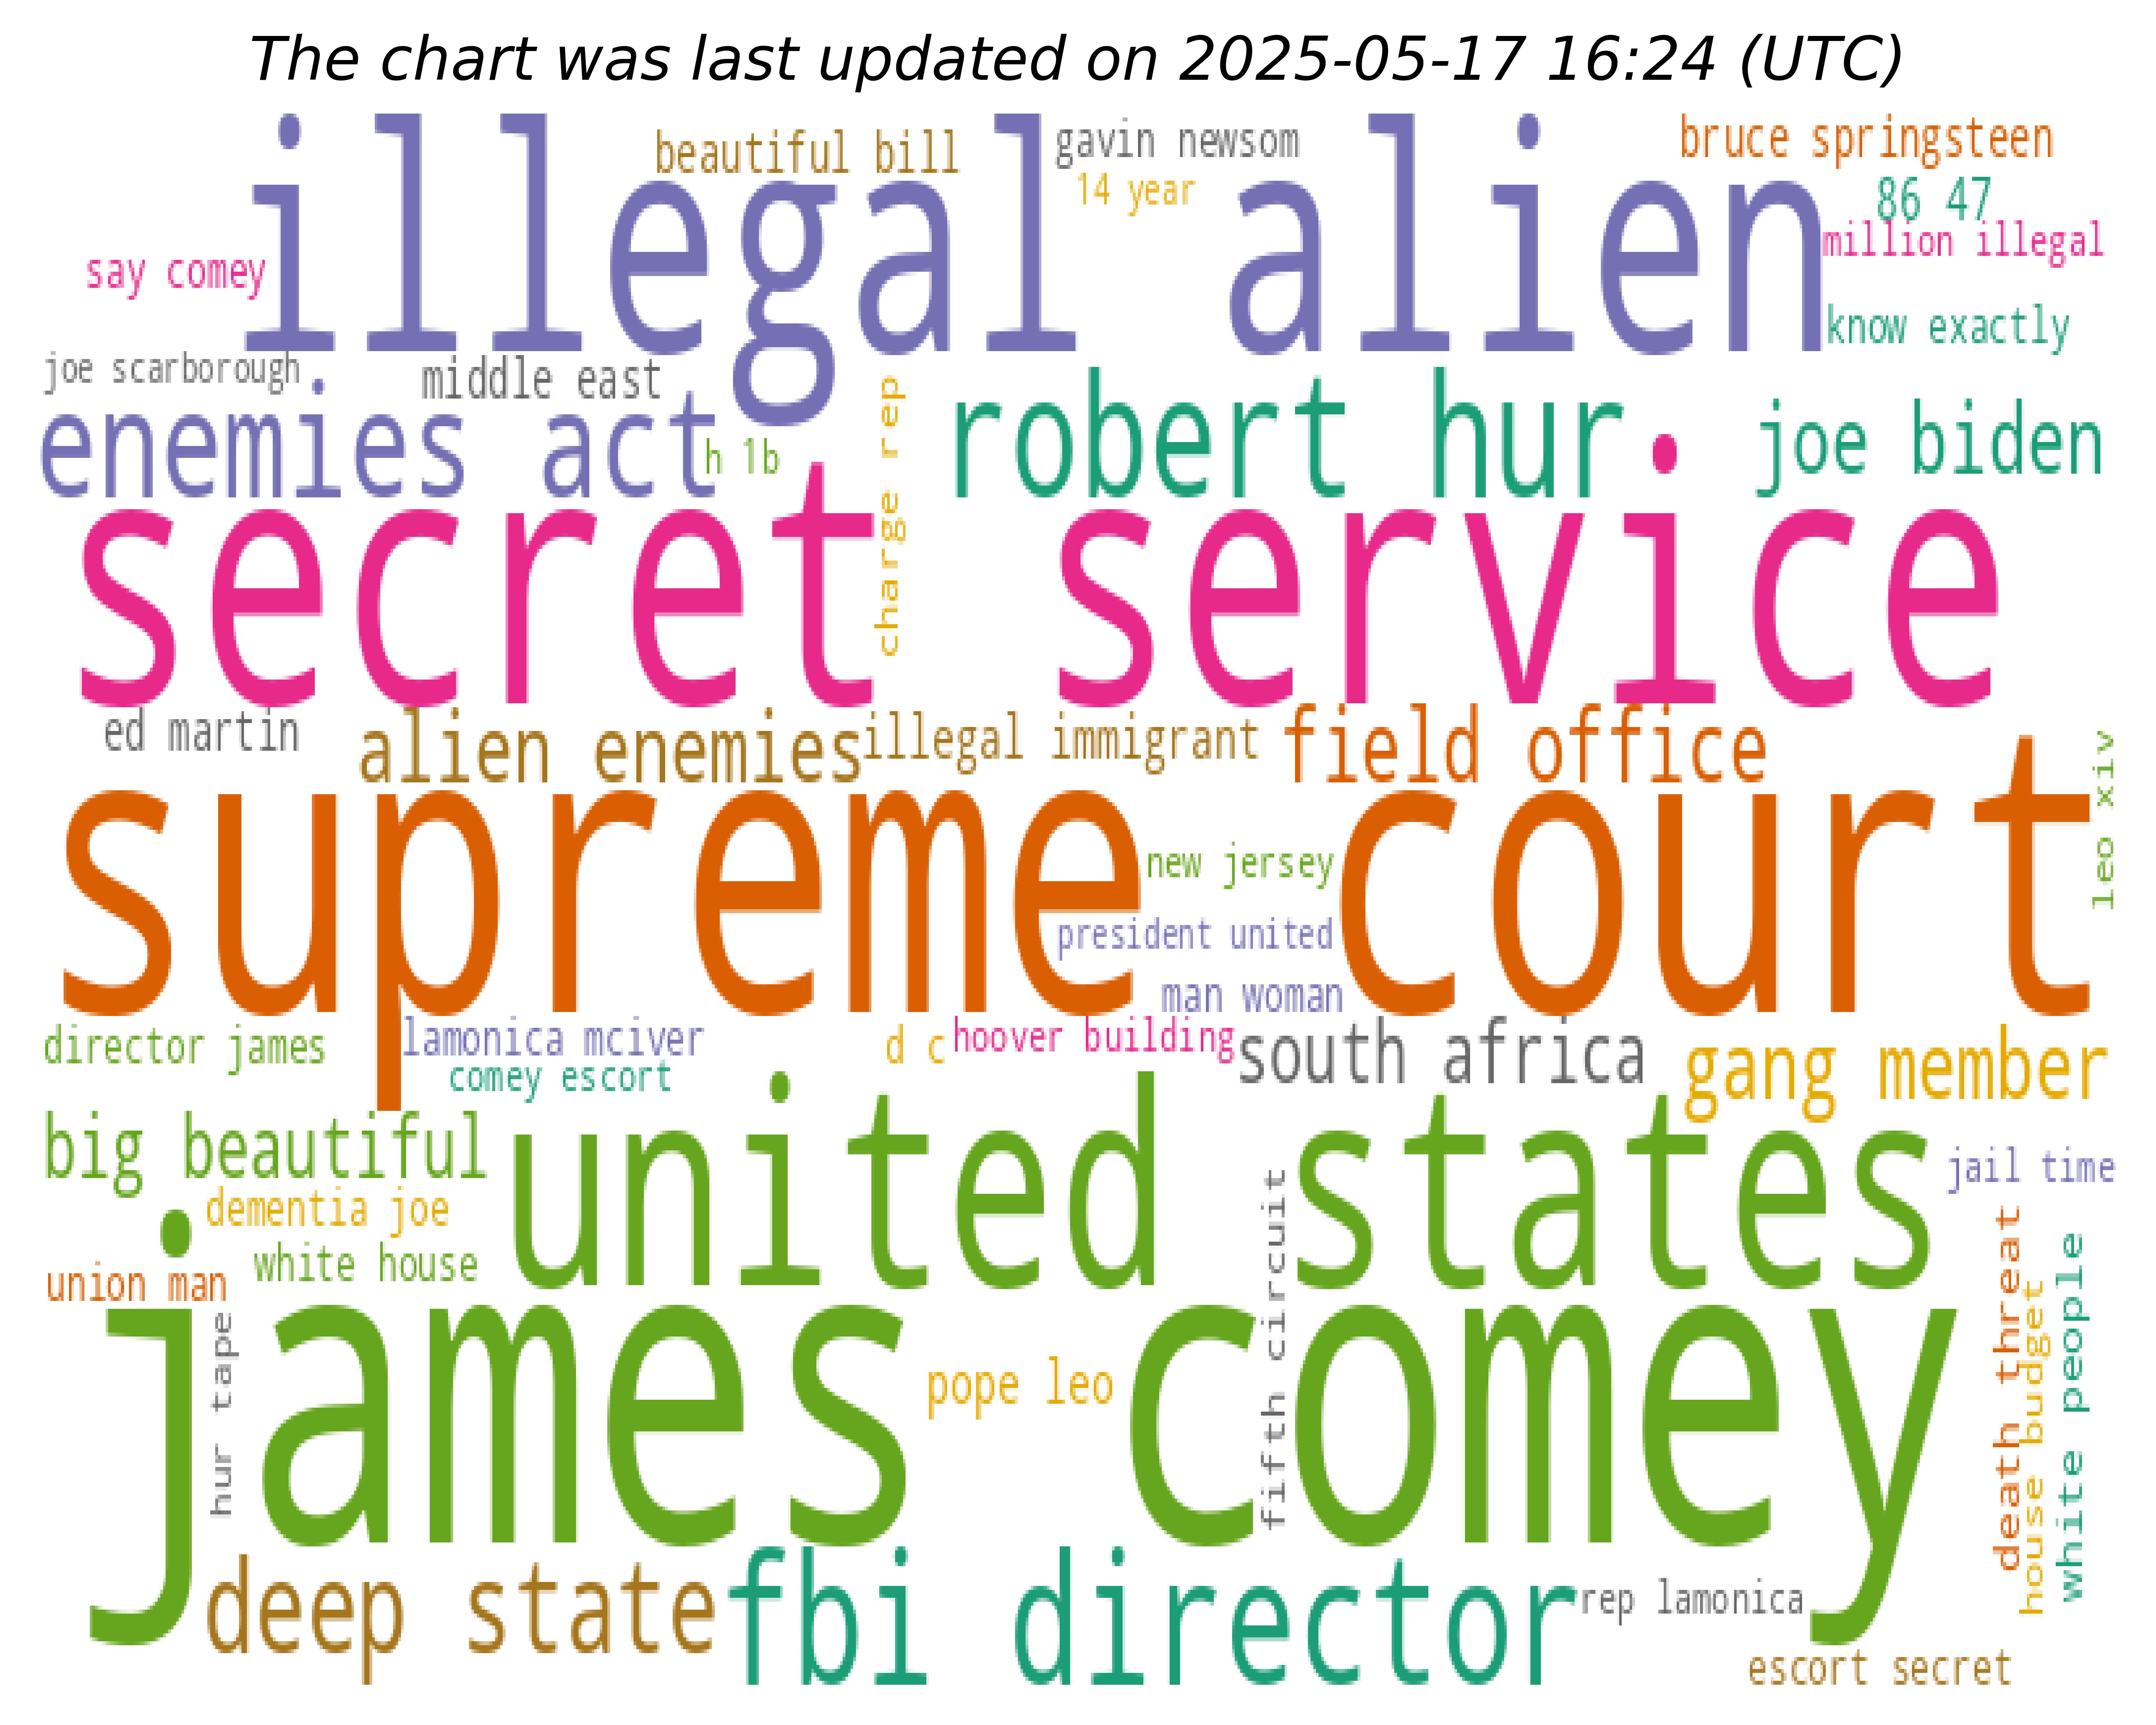 The chart was last updated on 2025-05-17 16:24 (UTC)
illegal alien
beautiful bill
gavin newsom
14 year
bruce springsteen
86 47
million illegal
say comey
know exactly
joe scarborough
middle east
enemies act
h 1b
charge rep
robert hur
joe biden
secret service
ed martin
alien enemies
illegal immigrant
field office
leo xiv
supreme court
new jersey
president united
man woman
director james
lamonica mciver
comey escort
d c
hoover building
south africa
gang member
big beautiful
united states
jail time
dementia joe
white house
union man
fifth circuit
death threat
house budget
white people
james comey
hur tape
pope leo
deep state
fbi director
rep lamonica
escort secret